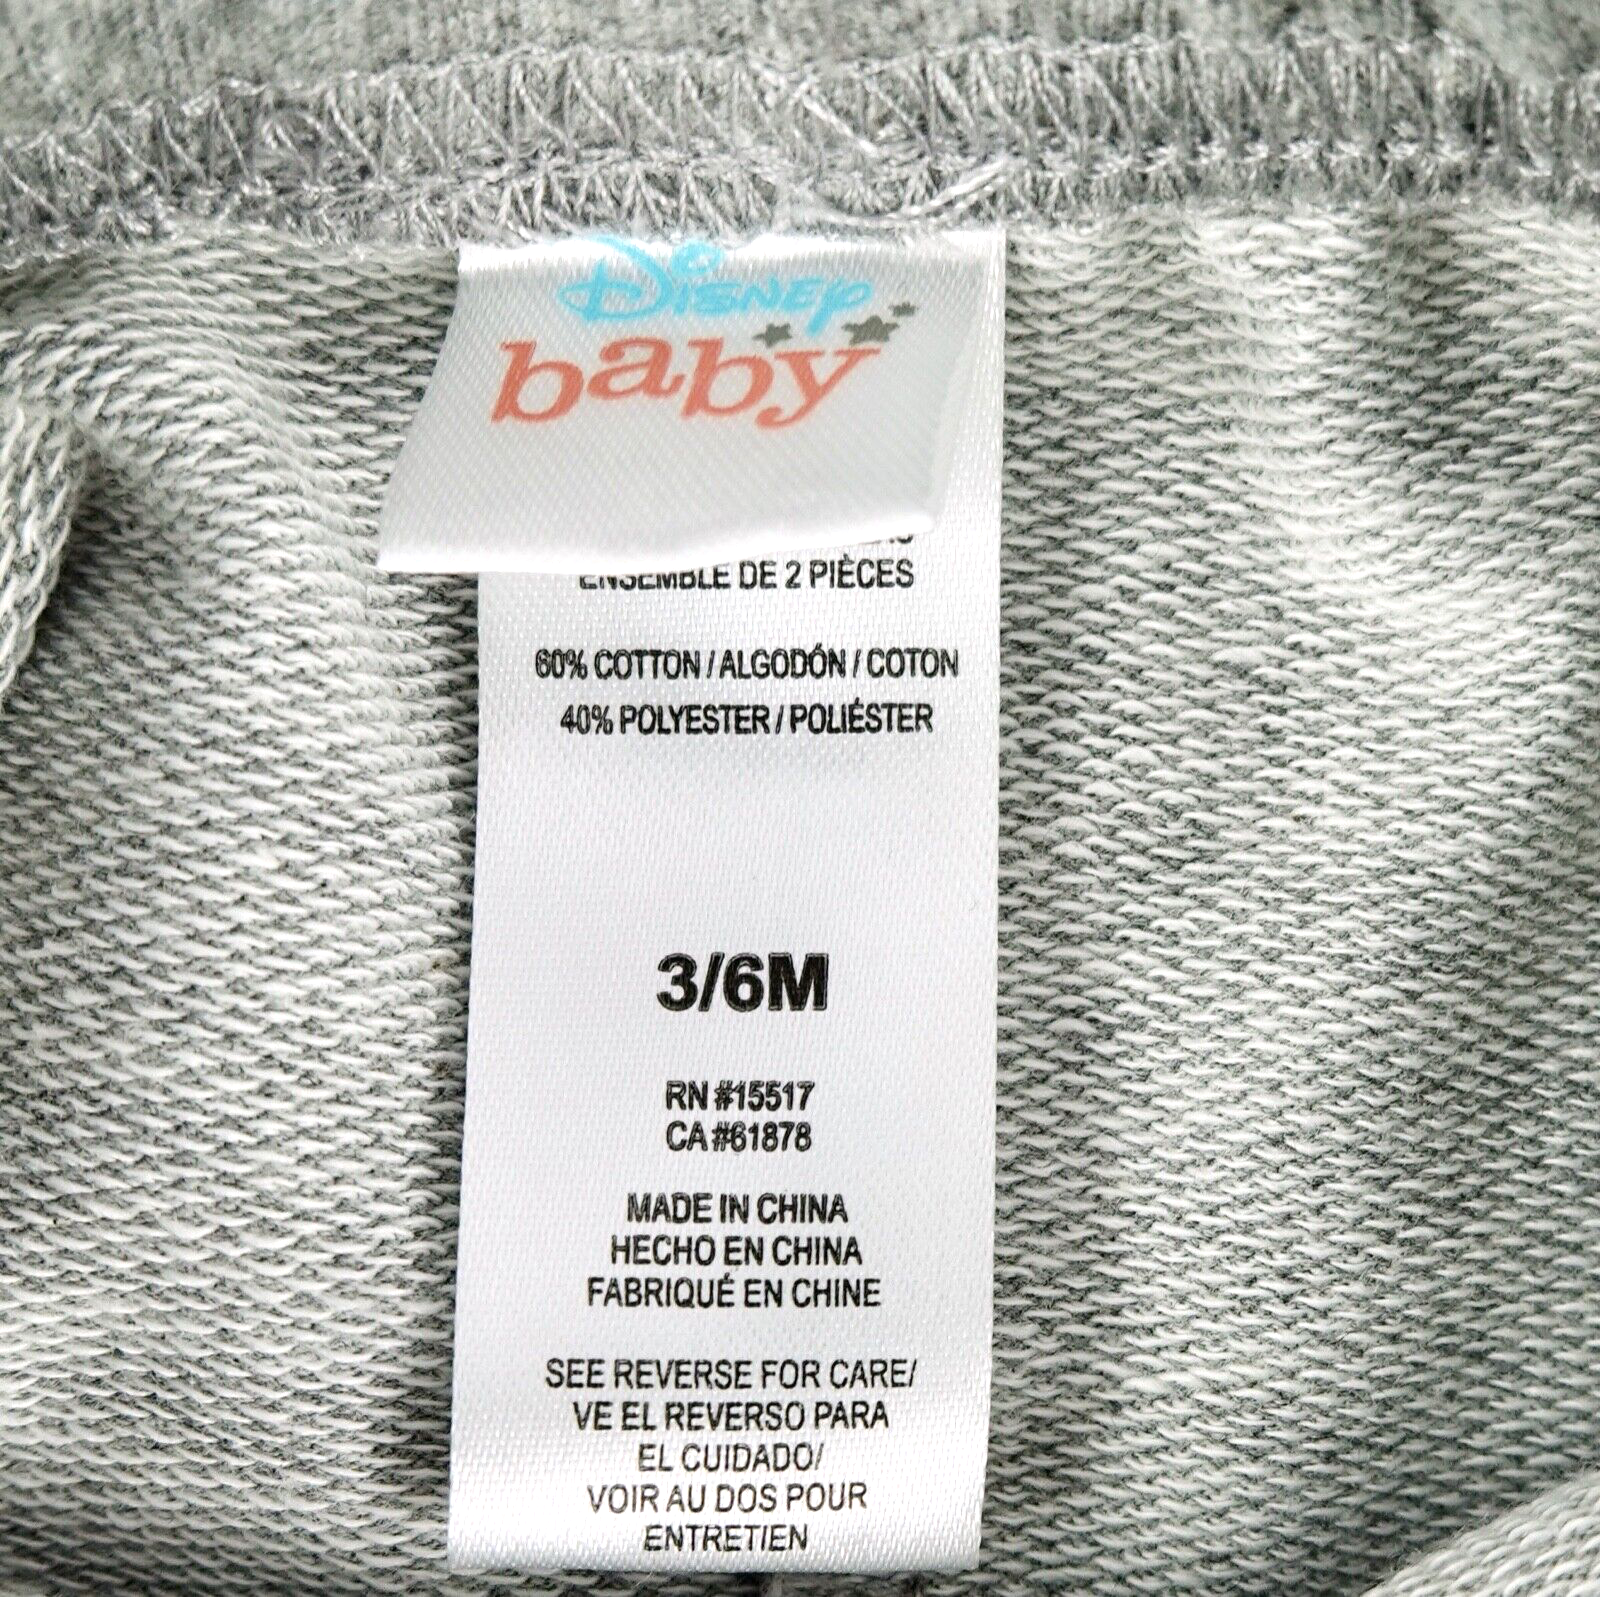 Disney
baby
ENSEMBLE DE 2 PIÈCES
60% COTTON / ALGODÓN / COTON
40% POLYESTER / POLIÉSTER
3/6M
RN #15517
CA #61878
MADE IN CHINA
HECHO EN CHINA
FABRIQUÉ EN CHINE
SEE REVERSE FOR CARE/
VE EL REVERSO PARA
EL CUIDADO/
VOIR AU DOS POUR
ENTRETIEN